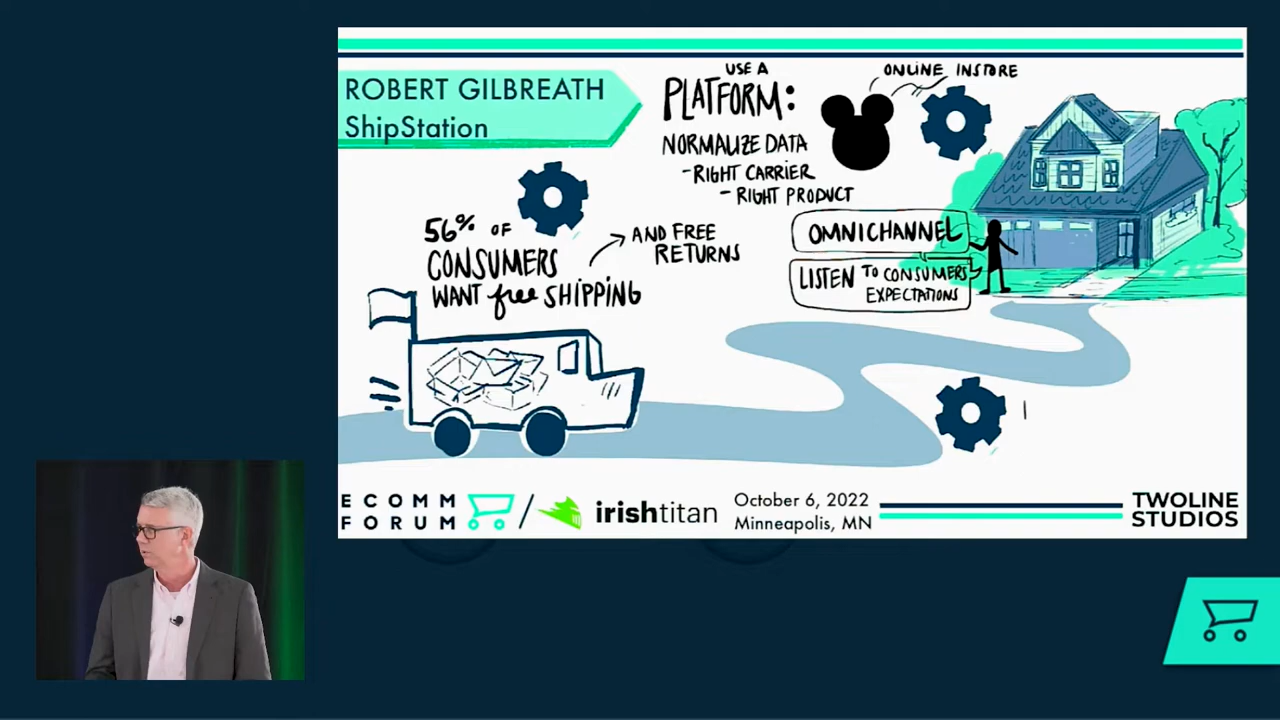 ROBERT GILBREATH
ShipStation
USE A
PLATFORM:
NORMALIZE DATA
-RIGHT CARRIER
-RIGHT PRODUCT
ONLINE INSTORE
56% OF
CONSUMERS
WANT free SHIPPING
AND FREE
RETURNS
OMNICHANNEL
LISTEN TO CONSUMERS
EXPECTATIONS
ECOMM
FORUM
irishtitan
October 6, 2022
Minneapolis, MN
TWOLINE
STUDIOS